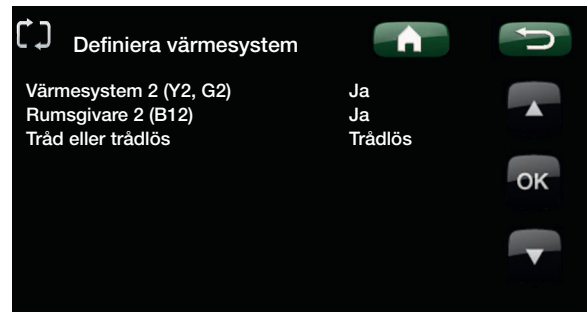 Definiera värmesystem
Värmesystem 2 (Y2, G2) Ja
Rumsgivare 2 (B12) Ja
Tråd eller trådlös Trådlös
OK